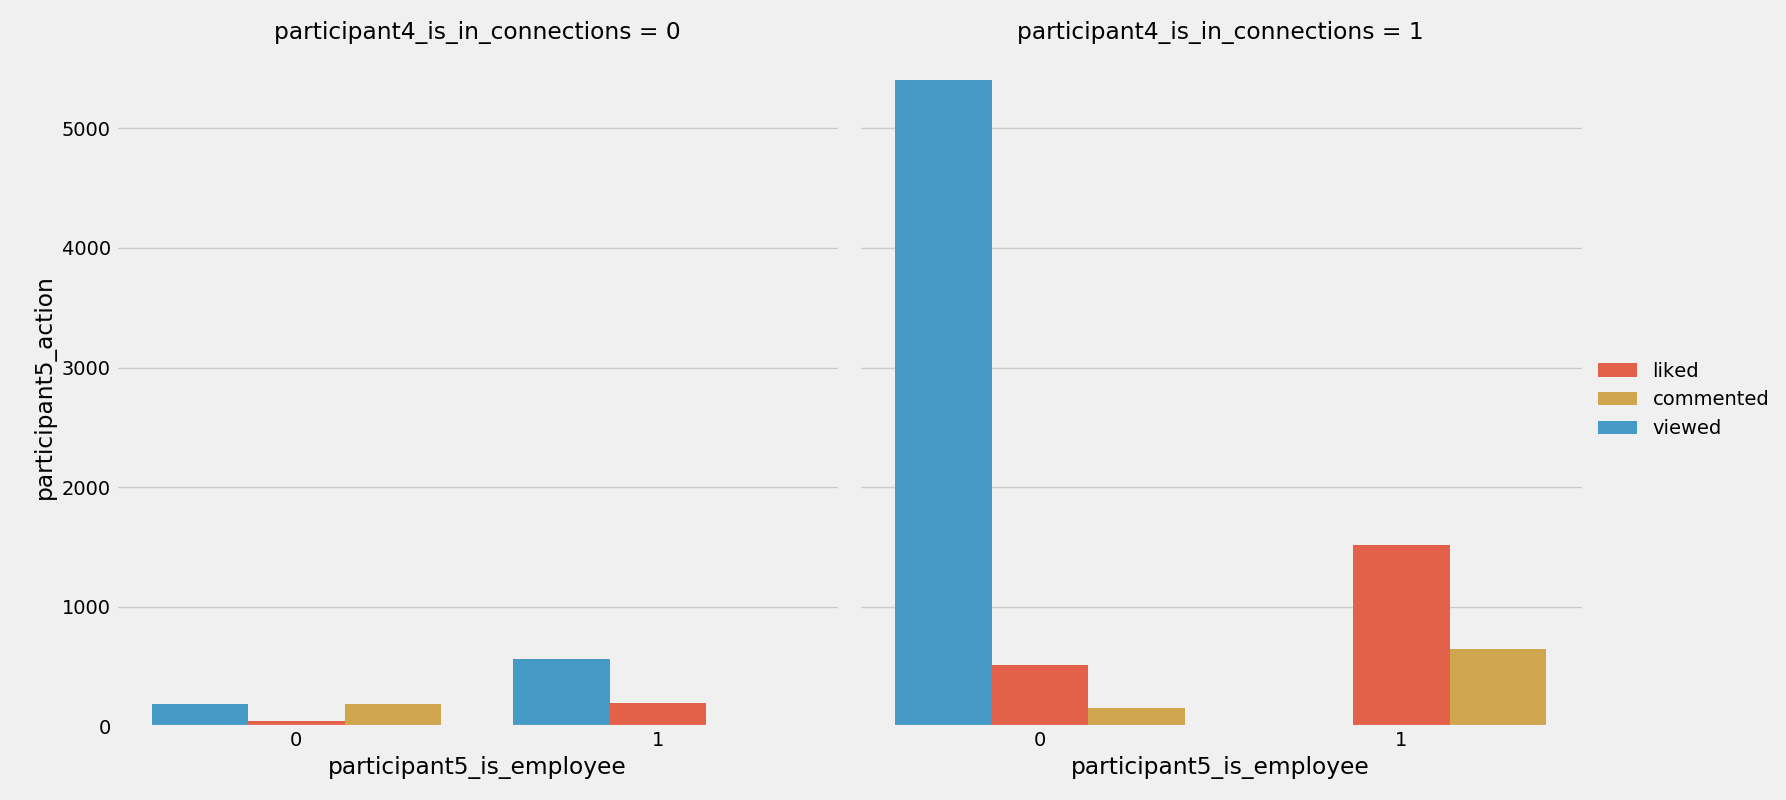 participant4_is_in_connections = 0
participant4_is_in_connections = 1
participant5_action
5000
4000
3000
2000
1000
0
0
1
0
1
participant5_is_employee
participant5_is_employee
liked
commented
viewed